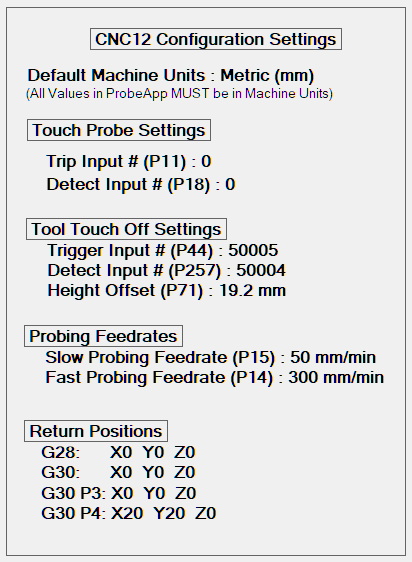 CNC12 Configuration Settings
Default Machine Units : Metric (mm)
(All Values in ProbeApp MUST be in Machine Units)
Touch Probe Settings
Trip Input # (P11) : 0
Detect Input # (P18) : 0
Tool Touch Off Settings
Trigger Input # (P44) : 50005
Detect Input # (P257) : 50004
Height Offset (P71) : 19.2 mm
Probing Feedrates
Slow Probing Feedrate (P15) : 50 mm/min
Fast Probing Feedrate (P14) : 300 mm/min
Return Positions
G28: X0 Y0 Z0
G30: X0 Y0 Z0
G30 P3: X0 Y0 Z0
G30 P4: X20 Y20 Z0